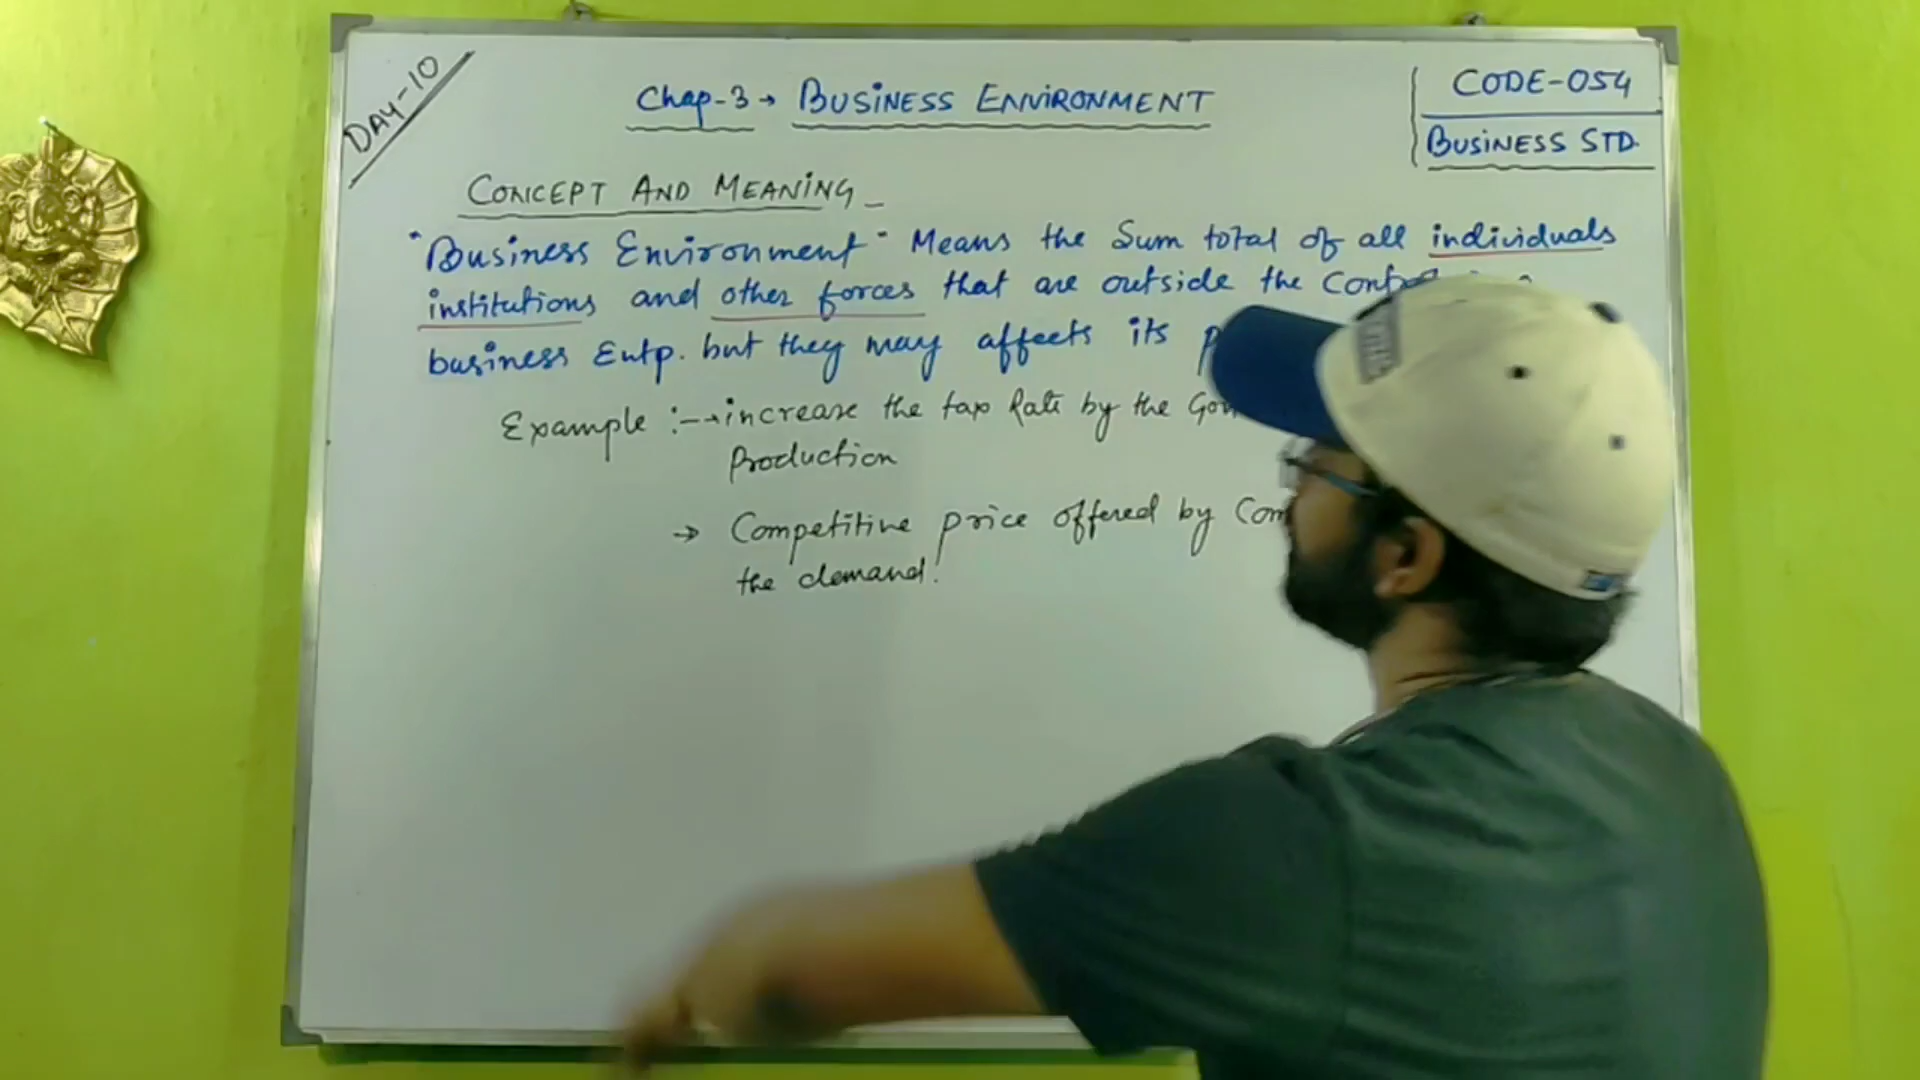 DAY-10
Chap-3 → BUSINESS ENVIRONMENT
CODE-054
BUSINESS STD.
CONCEPT AND MEANING
"Business Environment" Means the Sum total of all individuals
institutions and other forces that are outside the
business Entp. but they may affects its
Example :- → increase the tax Rate by the
Production
→ Competitive price offered by
the demand.